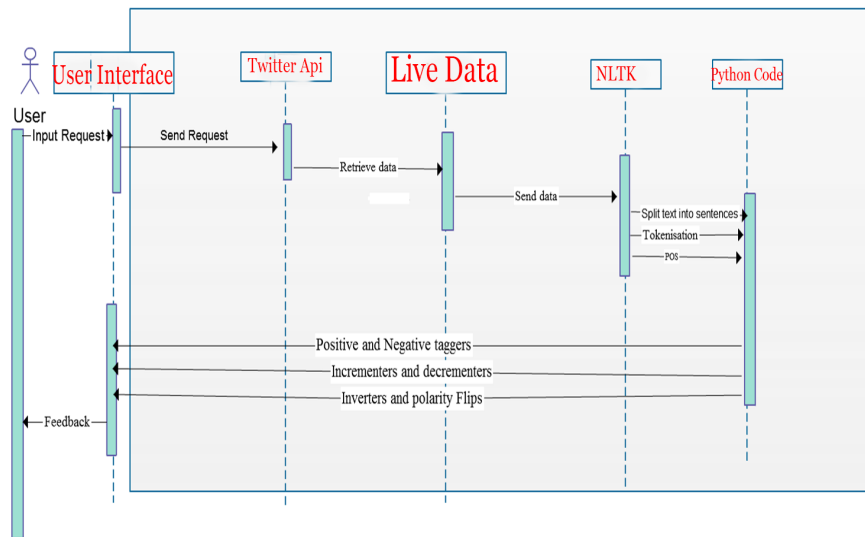 User Interface
Twitter Api
Live Data
NLTK
Python Code
User
Input Request
Send Request
Retrieve data
Send data
Split text into sentences
Tokenisation
POS
Positive and Negative taggers
Incrementers and decrementers
Inverters and polarity Flips
Feedback